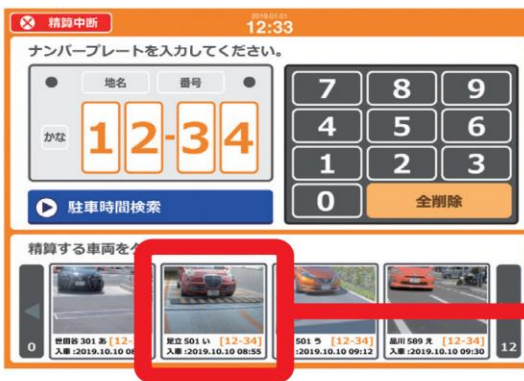 精算中断
2019.01.01
12:33
ナンバープレートを入力してください。
地名 番号
かな
12-34
駐車時間検索
7 8 9
4 5 6
1 2 3
0 全削除
精算する車両を
世田谷 301 あ [12-
入車 :2019.10.10 08
足立 501 い [12-34]
入車 :2019.10.10 08:55
501 う [12-34]
:2019.10.10 09:12
品川 589 え [12-34]
入車 :2019.10.10 09:30
0
12